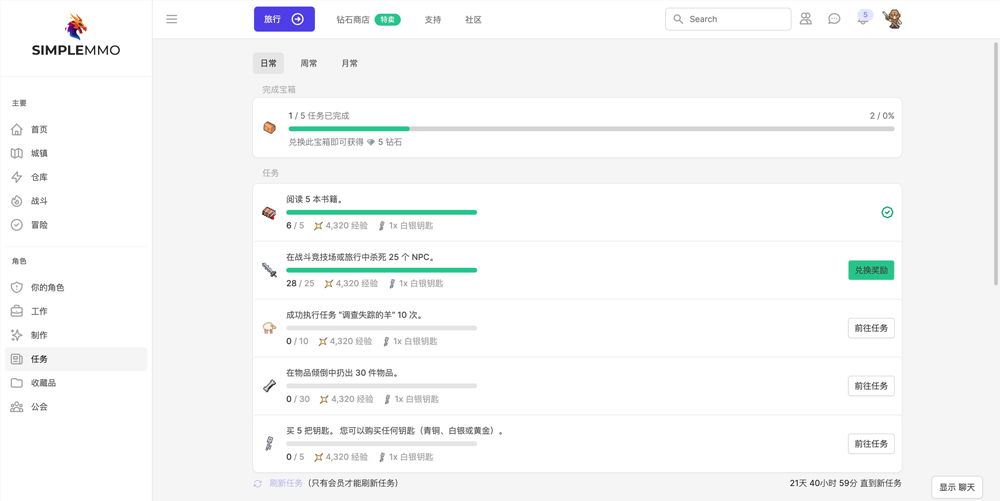 SIMPLEMMO
主要
首页
城镇
仓库
战斗
冒险
角色
你的角色
工作
制作
任务
收藏品
公会
旅行
钻石商店 特卖
支持
社区
Search
5
日常 周常 月常
完成宝箱
1 / 5 任务已完成 2 / 0%
兑换此宝箱即可获得 5 钻石
任务
阅读 5 本书籍。
6 / 5 4,320 经验 1x 白银钥匙
在战斗竞技场或旅行中杀死 25 个 NPC。
28 / 25 4,320 经验 1x 白银钥匙
兑换奖励
成功执行任务 “调查失踪的羊” 10 次。
0 / 10 4,320 经验 1x 白银钥匙
前往任务
在物品倾倒中扔出 30 件物品。
0 / 30 4,320 经验 1x 白银钥匙
前往任务
买 5 把钥匙。 您可以购买任何钥匙（青铜、白银或黄金）。
0 / 5 4,320 经验 1x 白银钥匙
前往任务
刷新任务 （只有会员才能刷新任务） 21天 40小时 59分 直到新任务
显示 聊天